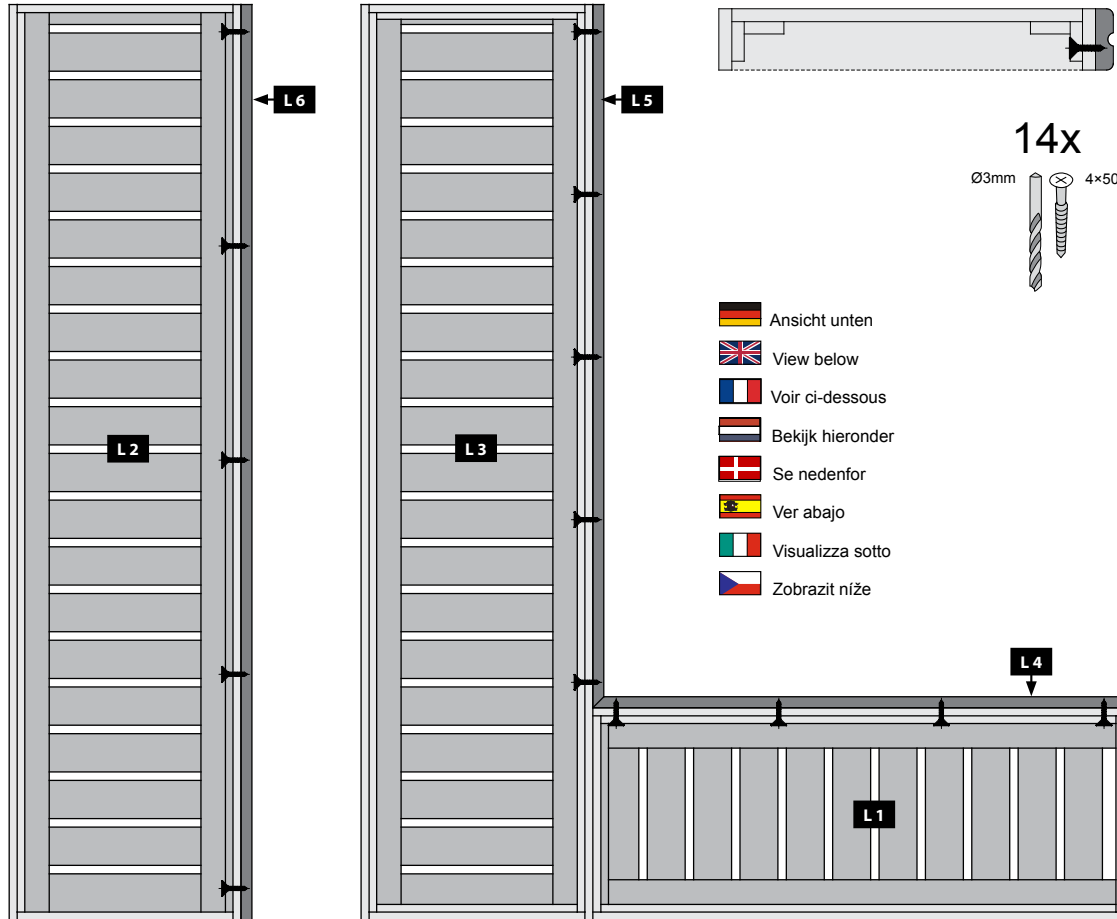 L6
L5
14x
Ø3mm
4×50
Ansicht unten
View below
Voir ci-dessous
Bekijk hieronder
Se nedenfor
Ver abajo
Visualizza sotto
Zobrazit níže
L2
L3
L4
L1